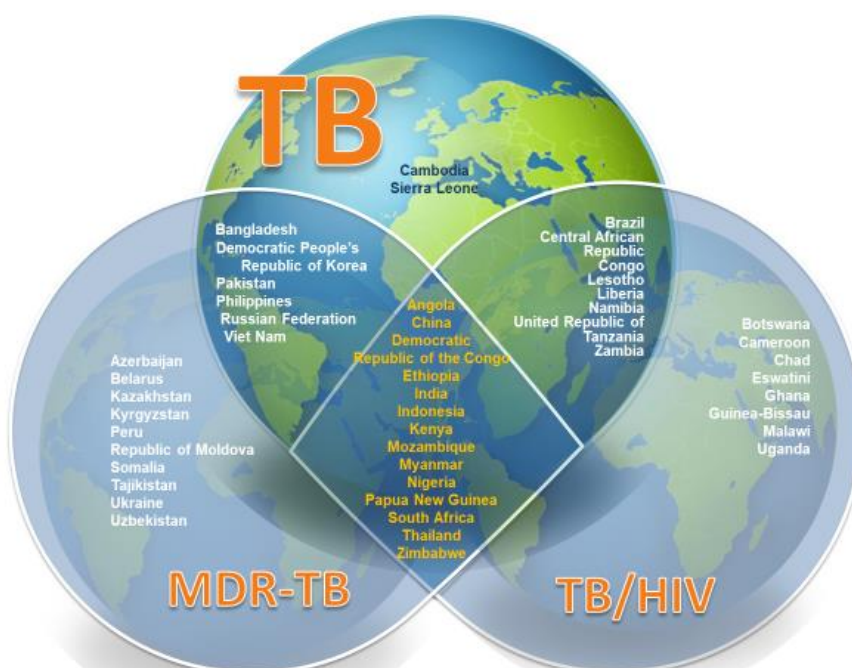 TB
Cambodia
Sierra Leone
Bangladesh
Democratic People's
Republic of Korea
Pakistan
Philippines
Russian Federation
Viet Nam
Brazil
Central African
Republic
Congo
Lesotho
Liberia
Namibia
United Republic of
Tanzania
Zambia
Angola
China
Democratic
Republic of the Congo
Ethiopia
India
Indonesia
Kenya
Mozambique
Myanmar
Nigeria
Papua New Guinea
South Africa
Thailand
Zimbabwe
Azerbaijan
Belarus
Kazakhstan
Kyrgyzstan
Peru
Republic of Moldova
Somalia
Tajikistan
Ukraine
Uzbekistan
Botswana
Cameroon
Chad
Eswatini
Ghana
Guinea-Bissau
Malawi
Uganda
MDR-TB
TB/HIV